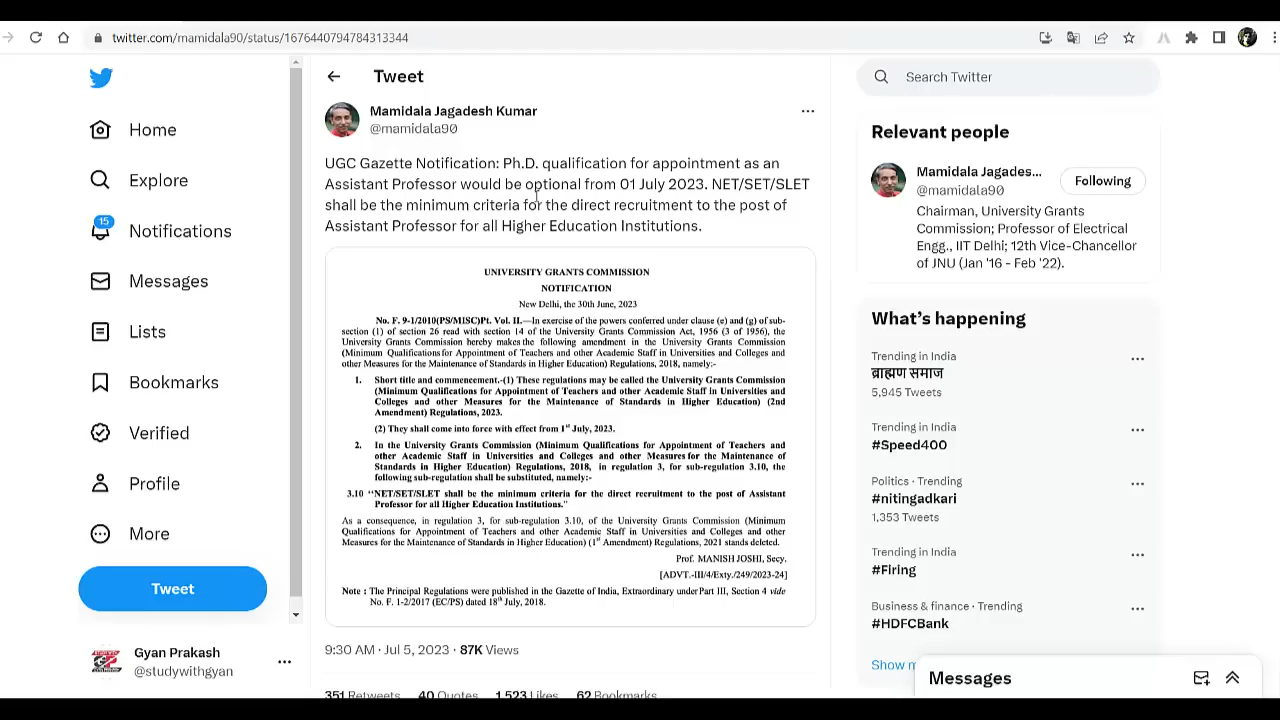 twitter.com/mamidala90/status/1676440794784313344
Home
Explore
15
Notifications
Messages
Lists
Bookmarks
Verified
Profile
More
Tweet
Gyan Prakash
@studywithgyan
Tweet
Mamidala Jagadesh Kumar
@mamidala90
UGC Gazette Notification: Ph.D. qualification for appointment as an
Assistant Professor would be optional from 01 July 2023. NET/SET/SLET
shall be the minimum criteria for the direct recruitment to the post of
Assistant Professor for all Higher Education Institutions.
UNIVERSITY GRANTS COMMISSION
NOTIFICATION
New Delhi, the 30th June, 2023
No. F. 9-1/2010(PS/MISC)Pt. Vol. II.—In exercise of the powers conferred under clause (e) and (g) of sub-
section (1) of section 26 read with section 14 of the University Grants Commission Act, 1956 (3 of 1956), the
University Grants Commission hereby makes the following amendment in the University Grants Commission
(Minimum Qualifications for Appointment of Teachers and other Academic Staff in Universities and Colleges and
other Measures for the Maintenance of Standards in Higher Education) Regulations, 2018, namely:-
1. Short title and commencement.-(1) These regulations may be called the University Grants Commission
(Minimum Qualifications for Appointment of Teachers and other Academic Staff in Universities and
Colleges and other Measures for the Maintenance of Standards in Higher Education) (2nd
Amendment) Regulations, 2023.
(2) They shall come into force with effect from 1st July, 2023.
2. In the University Grants Commission (Minimum Qualifications for Appointment of Teachers and
other Academic Staff in Universities and Colleges and other Measures for the Maintenance of
Standards in Higher Education) Regulations, 2018, in regulation 3, for sub-regulation 3.10, the
following sub-regulation shall be substituted, namely:-
3.10 “NET/SET/SLET shall be the minimum criteria for the direct recruitment to the post of Assistant
Professor for all Higher Education Institutions."
As a consequence, in regulation 3, for sub-regulation 3.10, of the University Grants Commission (Minimum
Qualifications for Appointment of Teachers and other Academic Staff in Universities and Colleges and other
Measures for the Maintenance of Standards in Higher Education) (1st Amendment) Regulations, 2021 stands deleted.
Prof. MANISH JOSHI, Secy.
[ADVT.-III/4/Exty./249/2023-24]
Note : The Principal Regulations were published in the Gazette of India, Extraordinary under Part III, Section 4 vide
No. F. 1-2/2017 (EC/PS) dated 18th July, 2018.
9:30 AM · Jul 5, 2023 · 87K Views
351 Retweets 40 Quotes 1,523 Likes 62 Bookmarks
Search Twitter
Relevant people
Mamidala Jagades...
@mamidala90
Following
Chairman, University Grants
Commission; Professor of Electrical
Engg., IIT Delhi; 12th Vice-Chancellor
of JNU (Jan '16 - Feb '22).
What's happening
Trending in India
ब्राह्मण समाज
5,945 Tweets
Trending in India
#Speed400
Politics · Trending
#nitingadkari
1,353 Tweets
Trending in India
#Firing
Business & finance · Trending
#HDFCBank
Show m
Messages